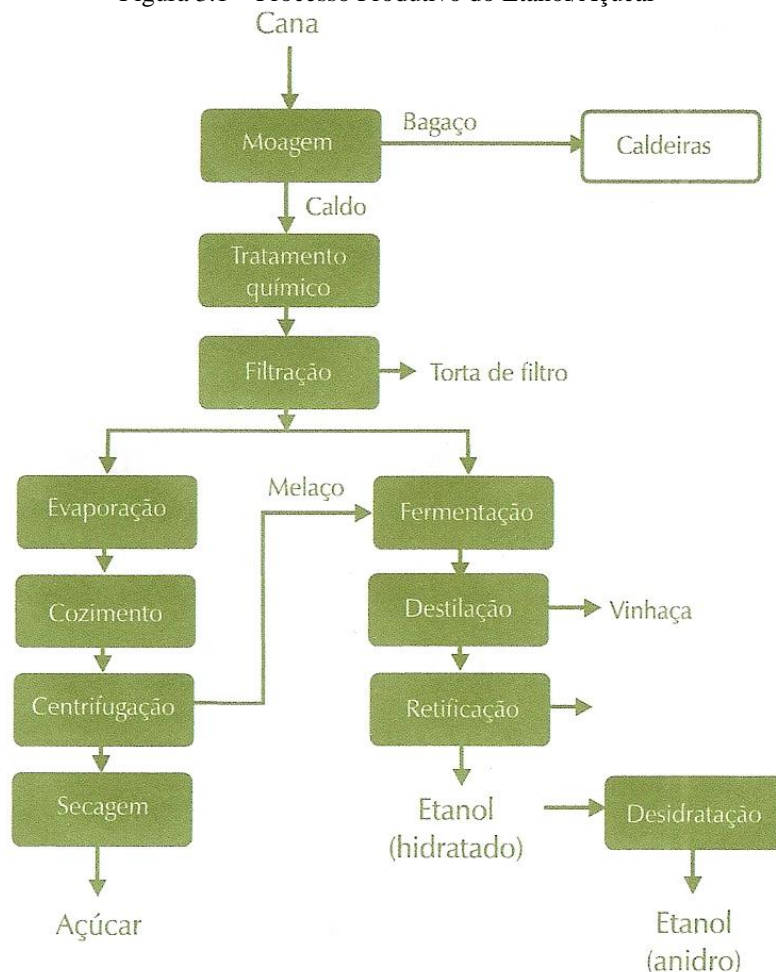 Cana
Moagem
Bagaço
Caldeiras
Caldo
Tratamento
químico
Filtração
Torta de filtro
Evaporação
Melaço
Fermentação
Cozimento
Destilação
Vinhaça
Centrifugação
Retificação
Secagem
Etanol
(hidratado)
Desidratação
Açúcar
Etanol
(anidro)